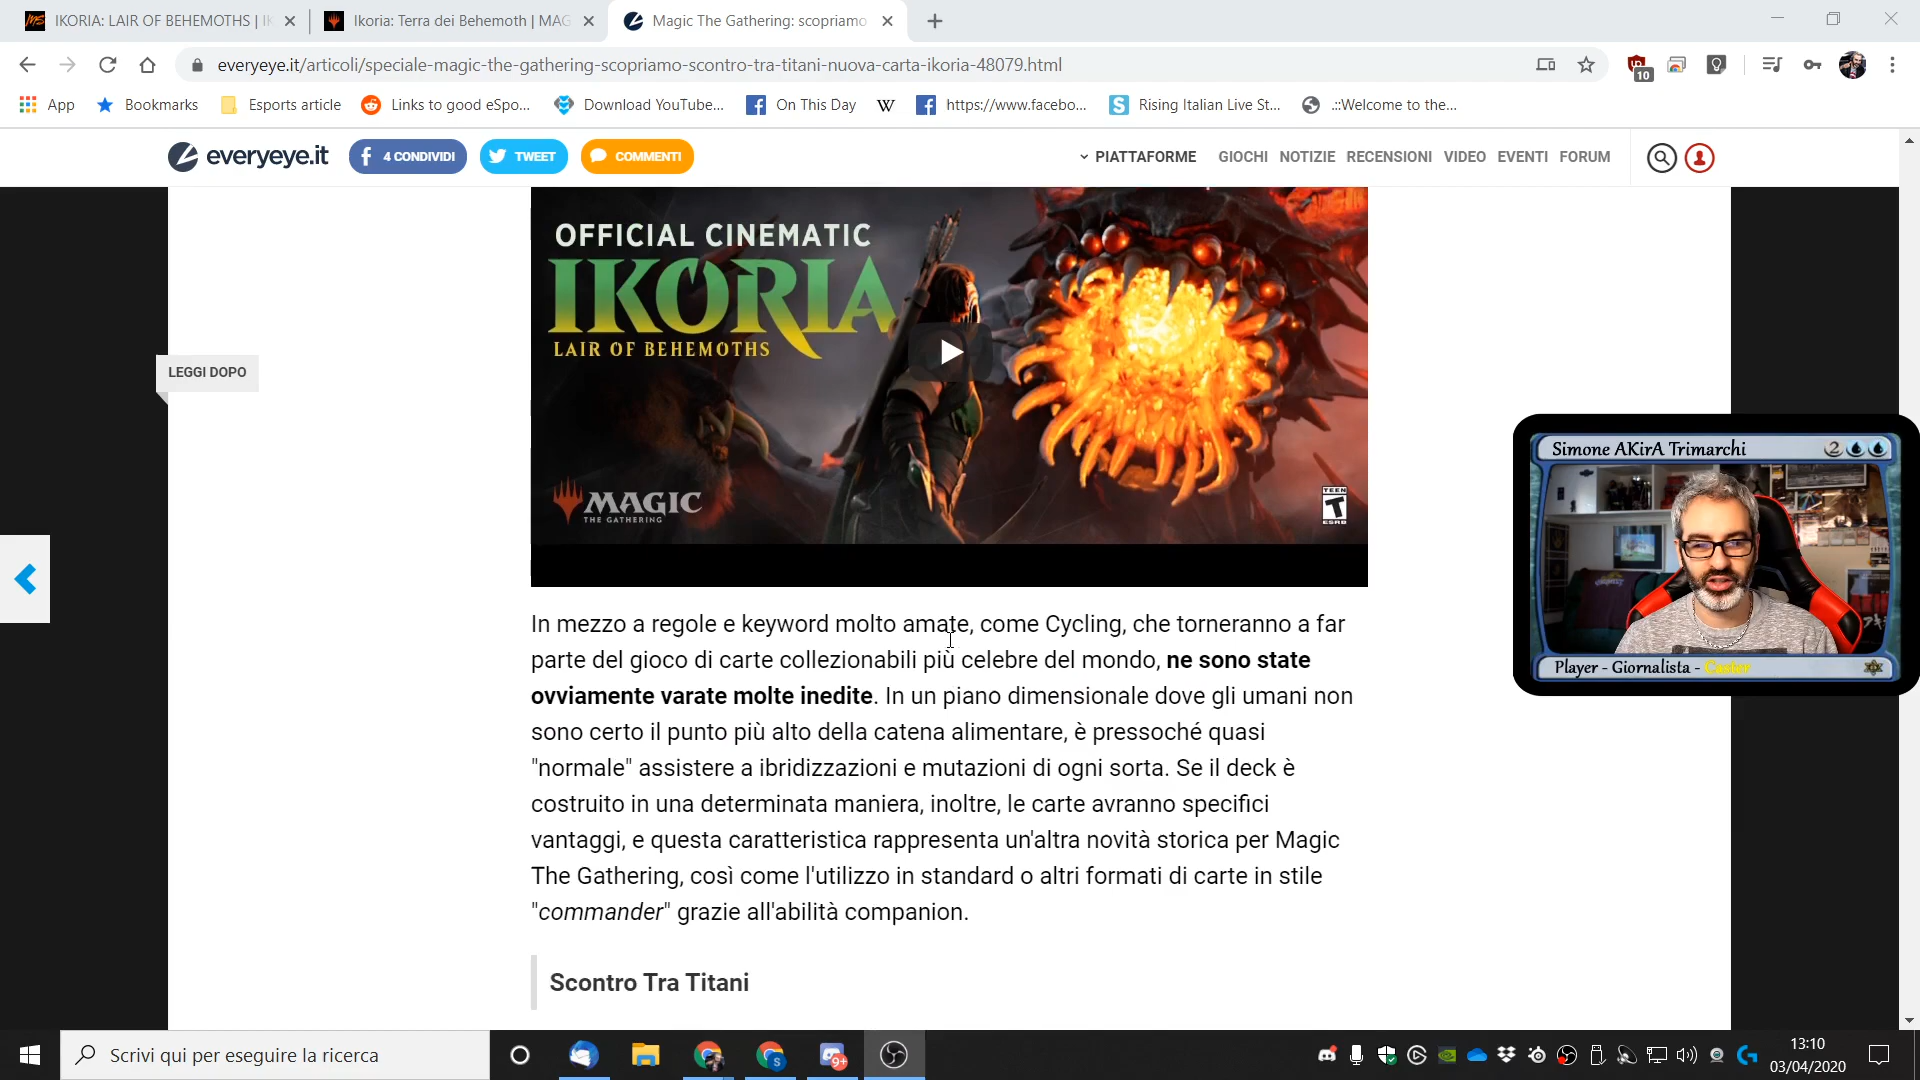 IKORIA: LAIR OF BEHEMOTHS | IK
Ikoria: Terra dei Behemoth | MAG
Magic The Gathering: scopriamo
everyeye.it/articoli/speciale-magic-the-gathering-scopriamo-scontro-tra-titani-nuova-carta-ikoria-48079.html
10
App
Bookmarks
Esports article
Links to good eSpo...
Download YouTube...
On This Day
W
https://www.facebo...
Rising Italian Live St...
.::Welcome to the...
everyeye.it
4 CONDIVIDI
TWEET
COMMENTI
PIATTAFORME
GIOCHI
NOTIZIE
RECENSIONI
VIDEO
EVENTI
FORUM
OFFICIAL CINEMATIC
IKORIA
LAIR OF BEHEMOTHS
MAGIC
THE GATHERING
TEEN
T
ESRB
LEGGI DOPO
Simone AKirA Trimarchi
2
Player - Giornalista - Caster
In mezzo a regole e keyword molto amate, come Cycling, che torneranno a far
parte del gioco di carte collezionabili più celebre del mondo, ne sono state
ovviamente varate molte inedite. In un piano dimensionale dove gli umani non
sono certo il punto più alto della catena alimentare, è pressoché quasi
"normale" assistere a ibridizzazioni e mutazioni di ogni sorta. Se il deck è
costruito in una determinata maniera, inoltre, le carte avranno specifici
vantaggi, e questa caratteristica rappresenta un'altra novità storica per Magic
The Gathering, così come l'utilizzo in standard o altri formati di carte in stile
"commander" grazie all'abilità companion.
Scontro Tra Titani
Scrivi qui per eseguire la ricerca
S
9+
13:10
03/04/2020